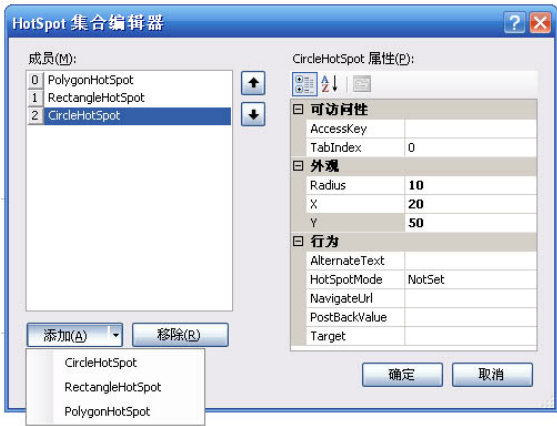 HotSpot 集合编辑器
成员(M):
0 PolygonHotSpot
1 RectangleHotSpot
2 CircleHotSpot
添加(A)
移除(R)
CircleHotSpot
RectangleHotSpot
PolygonHotSpot
CircleHotSpot 属性(P):
可访问性
AccessKey
TabIndex 0
外观
Radius 10
X 20
Y 50
行为
AlternateText
HotSpotMode NotSet
NavigateUrl
PostBackValue
Target
确定
取消